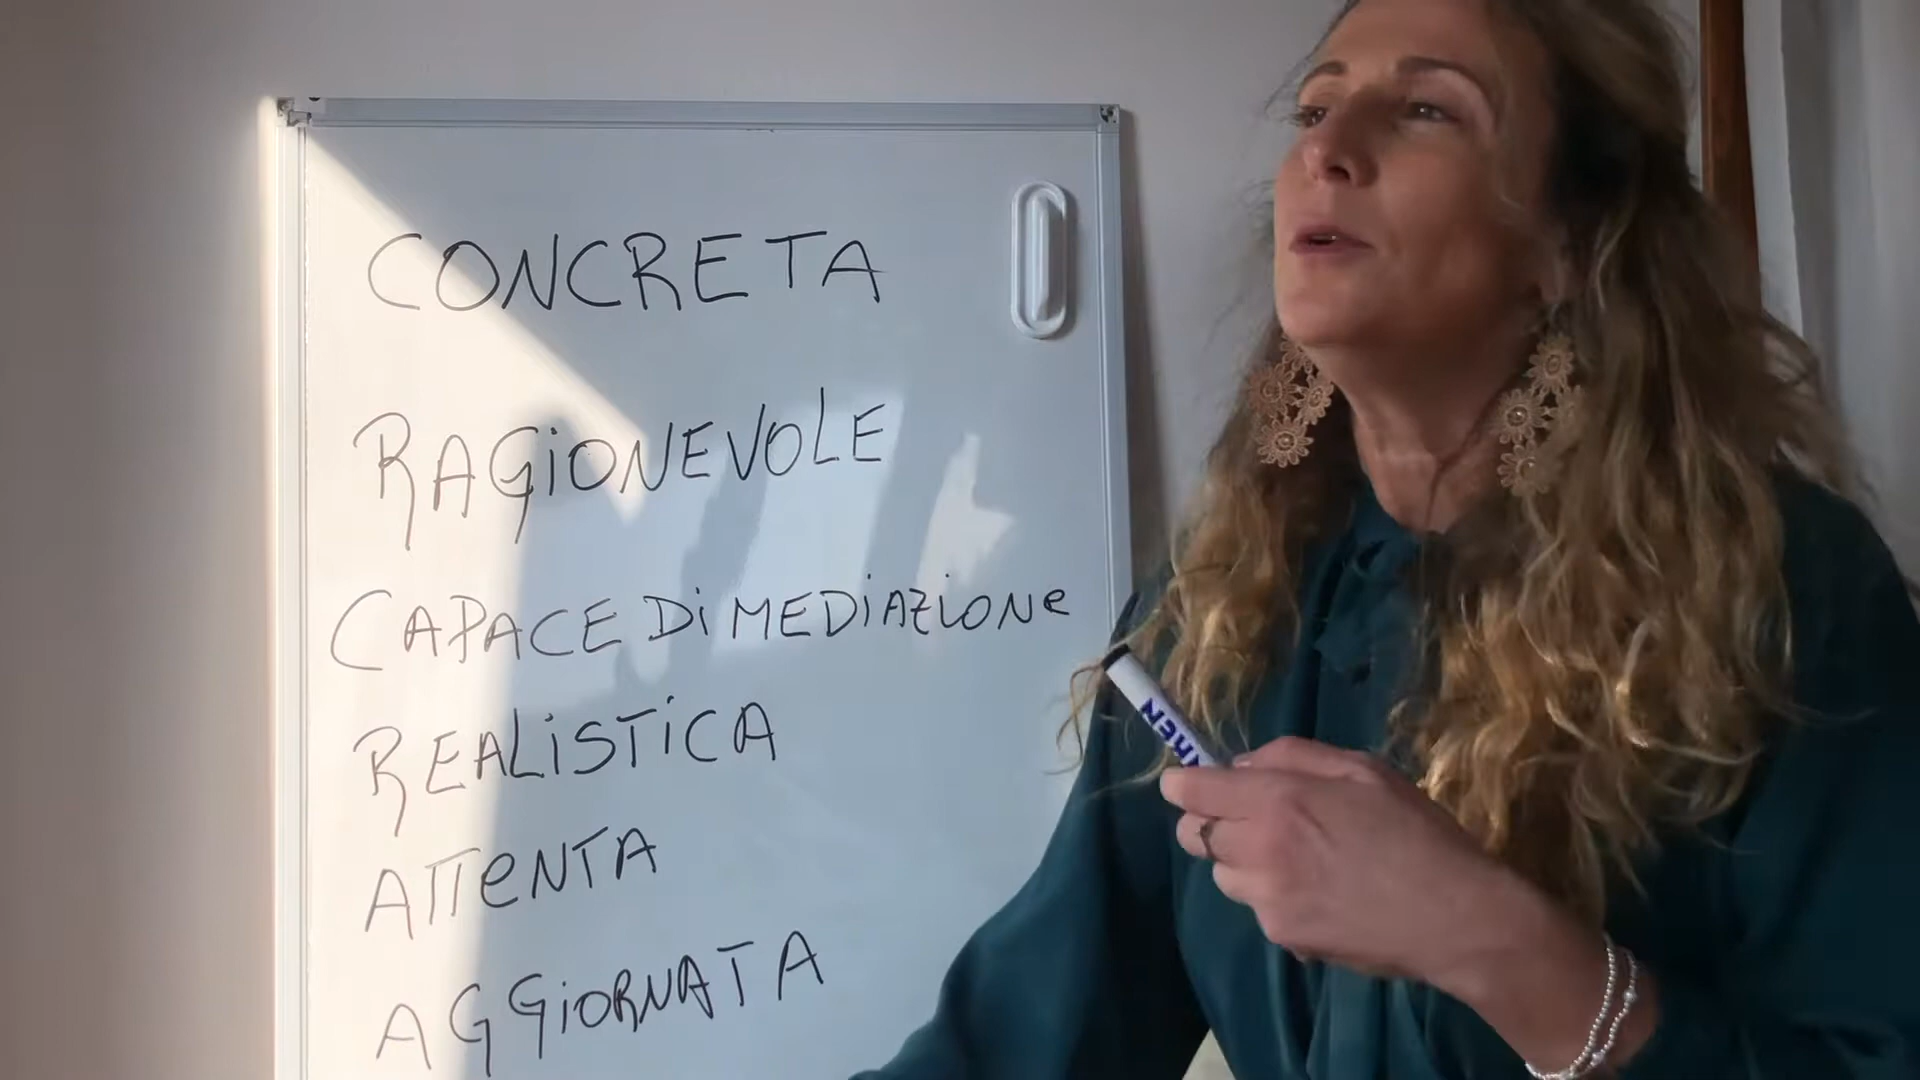 CONCRETA
RAGiONEVOLE
CAPACE Di MEDiAZiONe
REALiSTiCA
ATTeNTA
AGGiORNATA